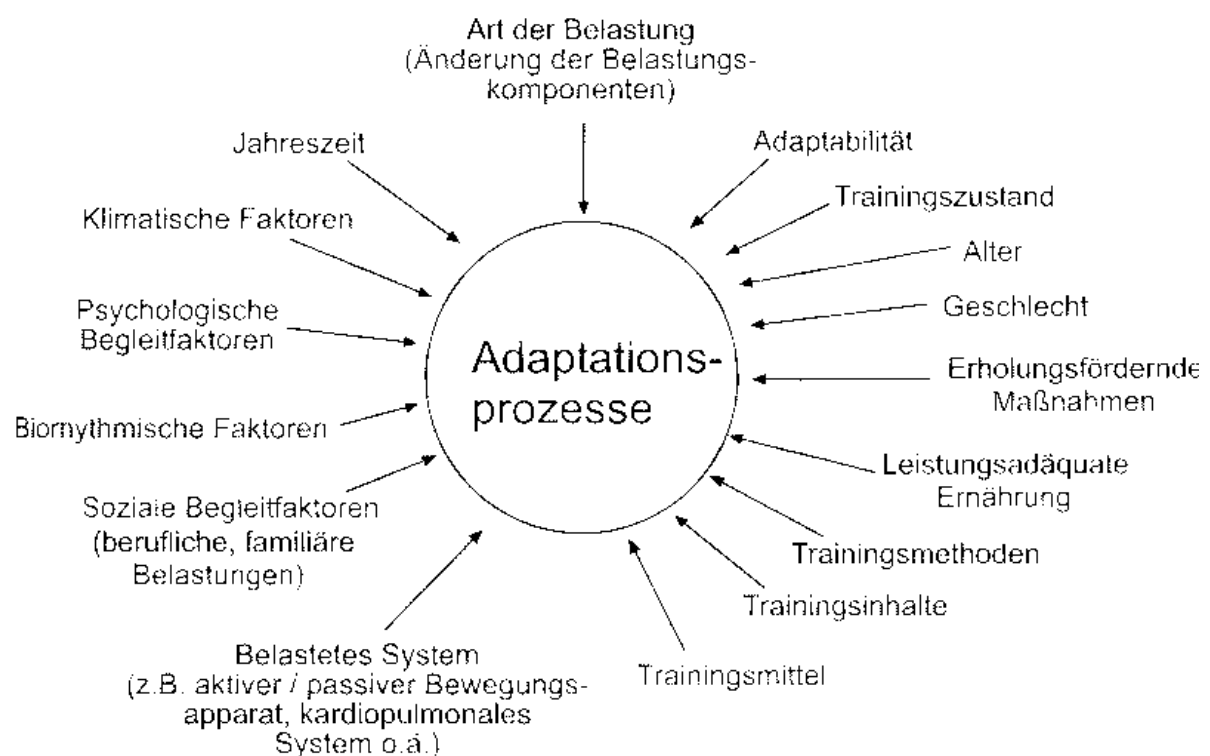 Art der Belastung
(Änderung der Belastungs-
komponenten)
Adaptabilität
Trainingszustand
Alter
Geschlecht
Erholungsfördernde
Maßnahmen
Leistungsadäquate
Ernährung
Trainingsmethoden
Trainingsinhalte
Trainingsmittel
Belastetes System
(z.B. aktiver / passiver Bewegungs-
apparat, kardiopulmonales
System o.ä.)
Soziale Begleitfaktoren
(berufliche, familiäre
Belastungen)
Biorhythmische Faktoren
Psychologische
Begleitfaktoren
Klimatische Faktoren
Jahreszeit
Adaptations-
prozesse